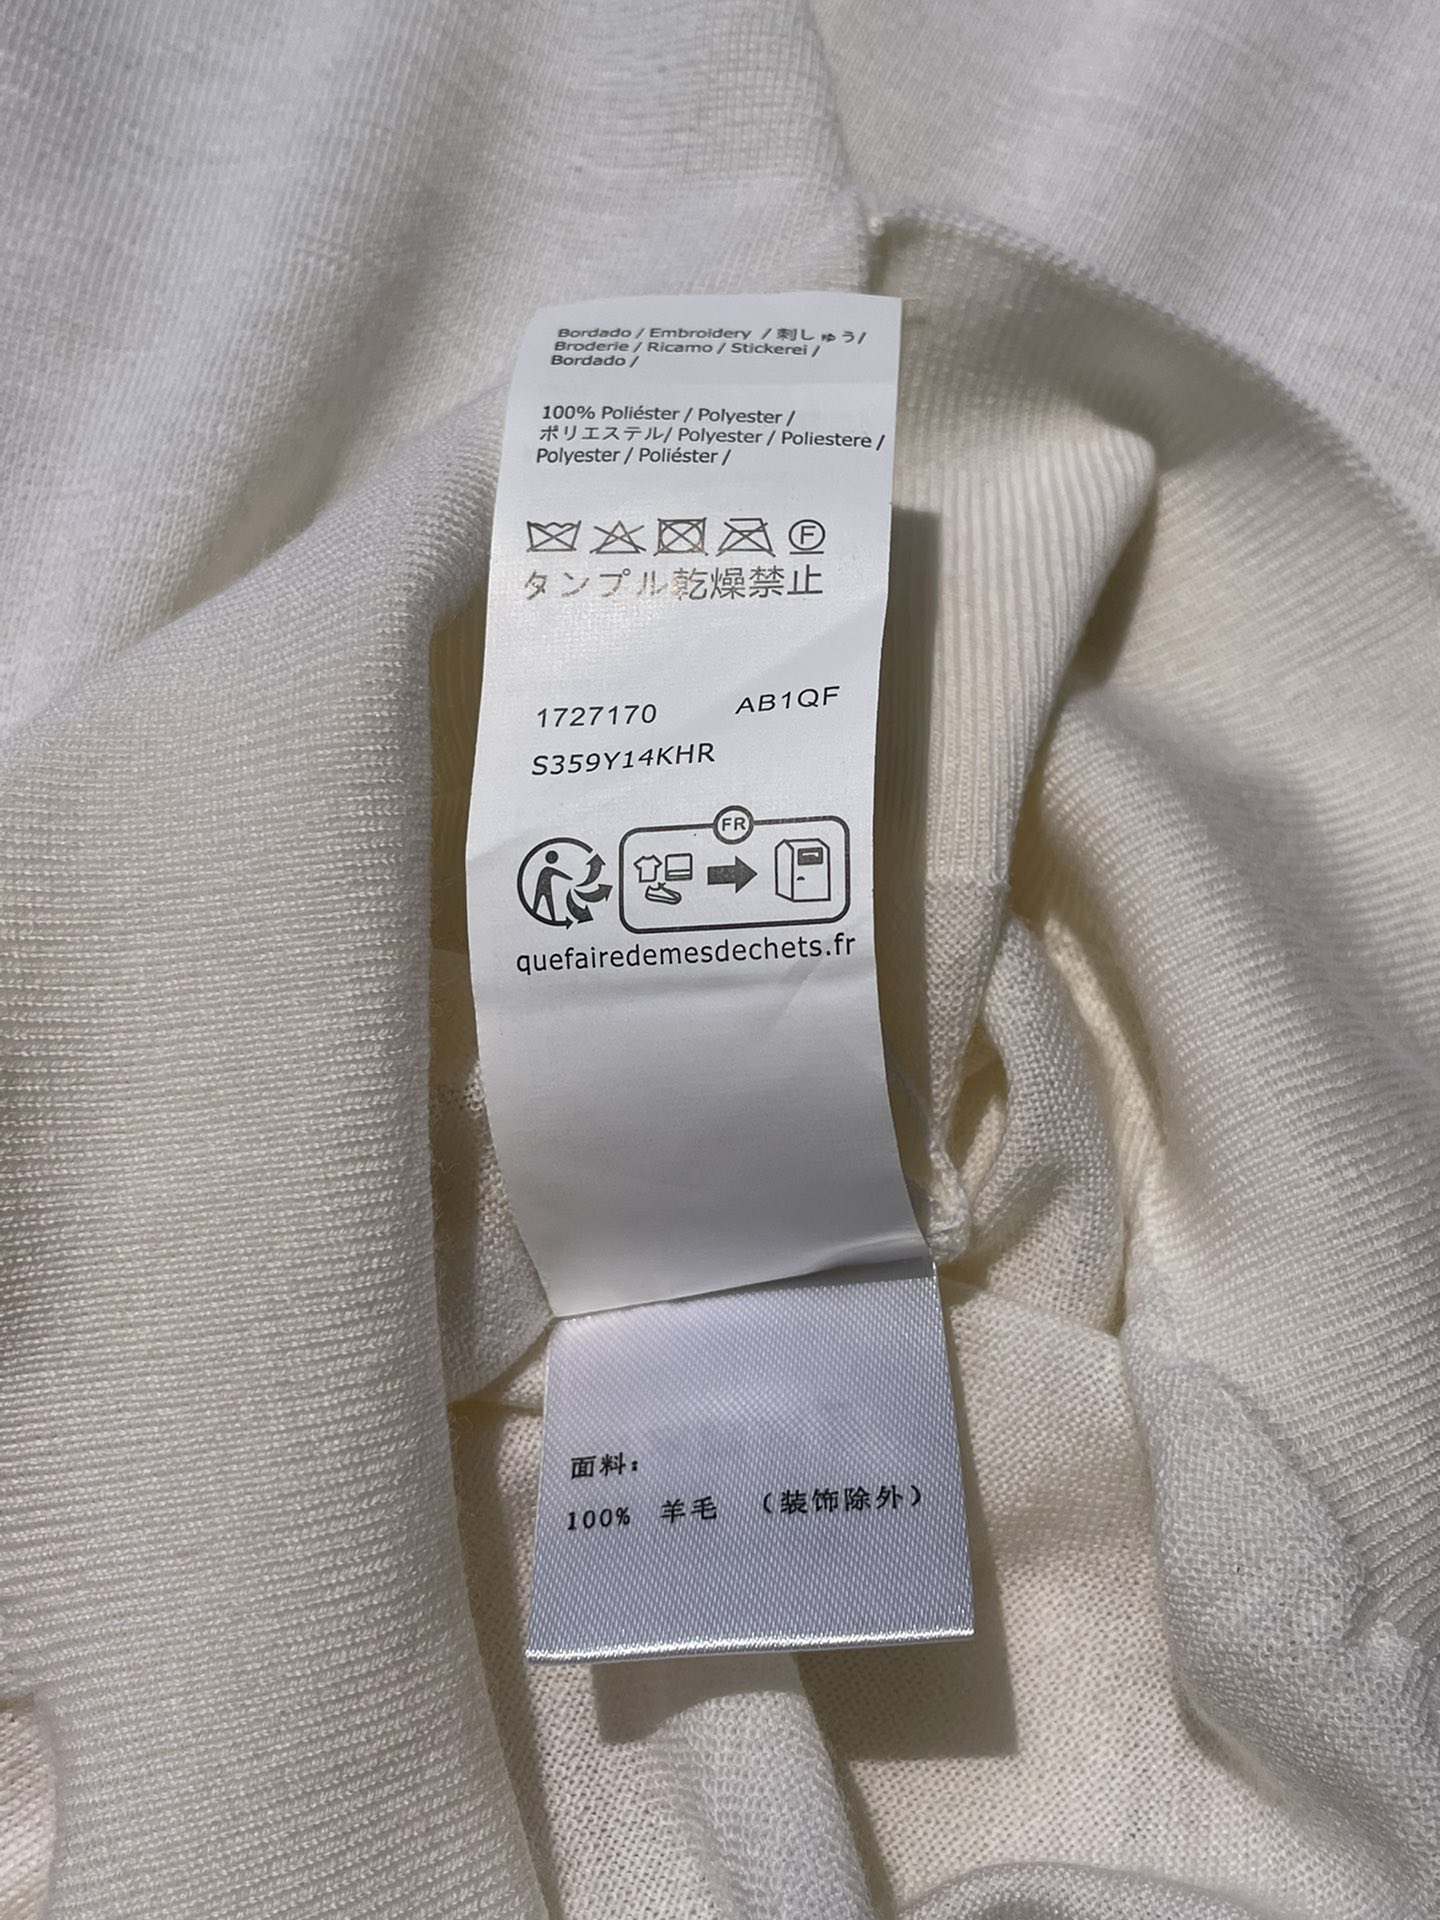 Bordado / Embroidery / 刺しゅう/
Broderie / Ricamo / Stickerei /
Bordado /
100% Poliéster / Polyester /
ポリエステル/ Polyester / Poliestere /
Polyester / Poliéster /
F
タンプル乾燥禁止
1727170 AB1QF
S359Y14KHR
FR
quefairedemesdechets.fr
面料：
100% 羊毛 （装饰除外）